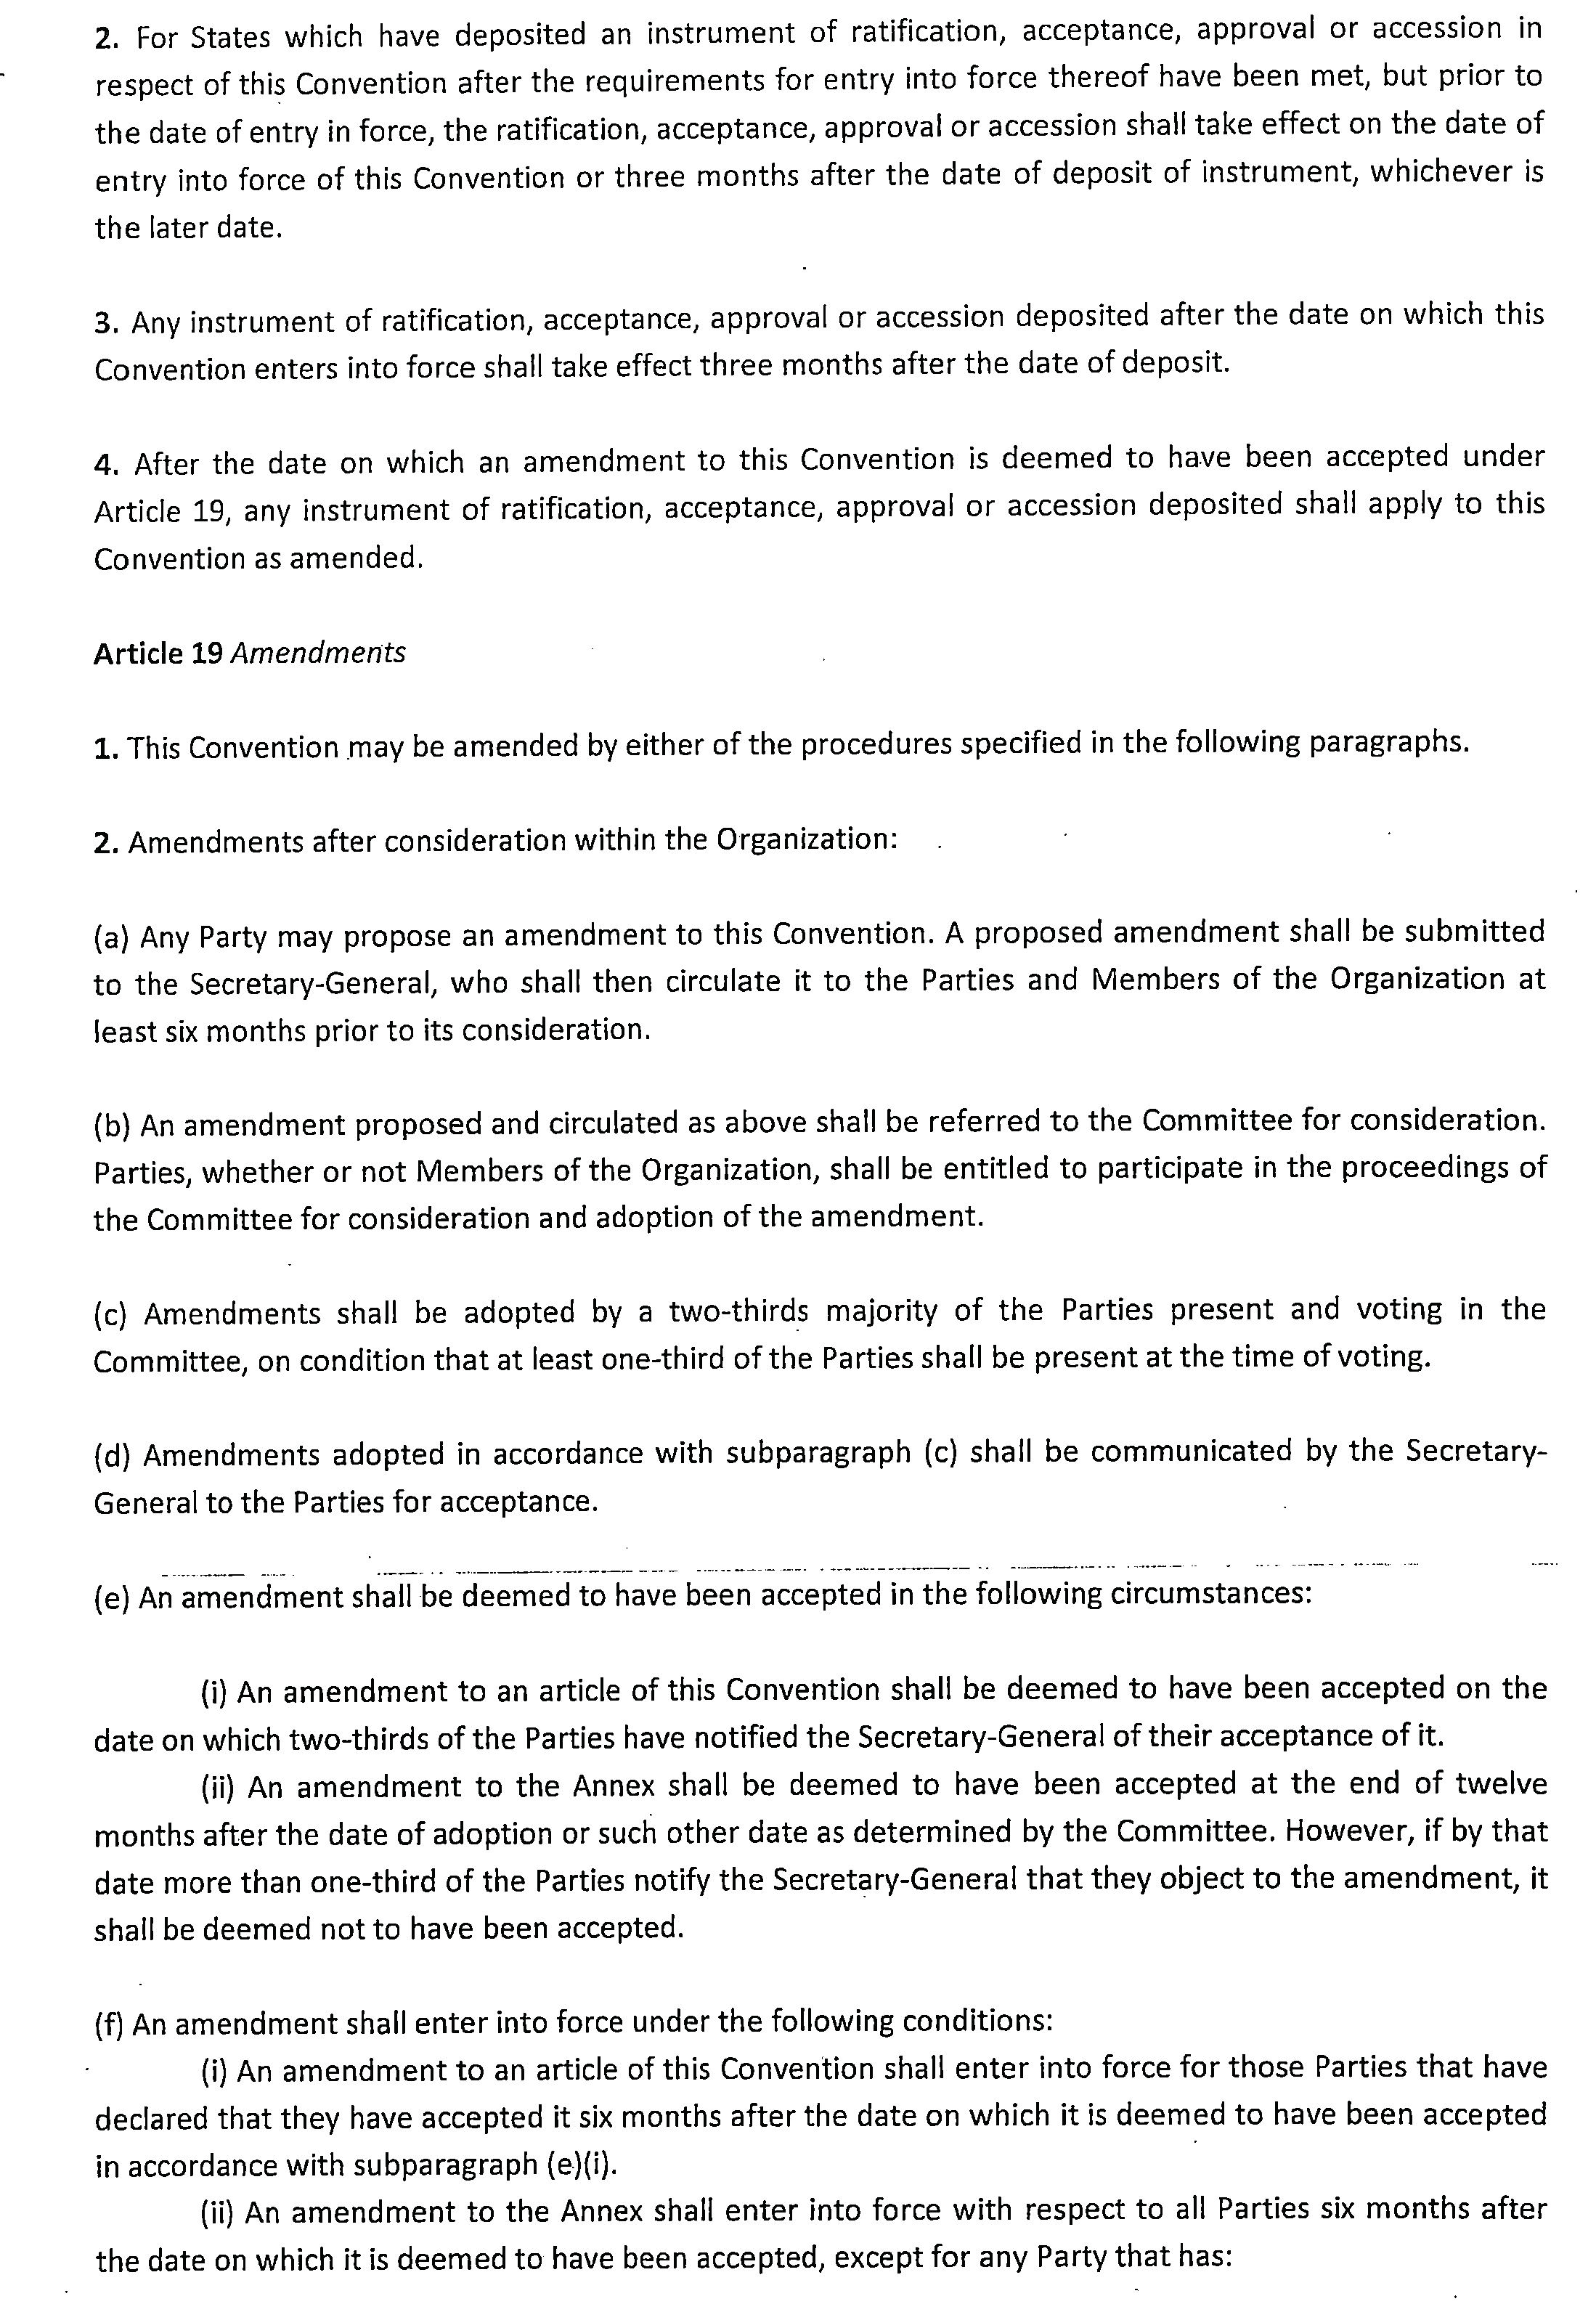 2. For States which have deposited an instrument of ratification, acceptance, approval or accession in
respect of this Convention after the requirements for entry into force thereof have been met, but prior to
the date of entry in force, the ratification, acceptance, approval or accession shall take effect on the date of
entry into force of this Convention or three months after the date of deposit of instrument, whichever is
the later date.
3. Any instrument of ratification, acceptance, approval or accession deposited after the date on which this
Convention enters into force shall take effect three months after the date of deposit.
4. After the date on which an amendment to this Convention is deemed to have been accepted under
Article 19, any instrument of ratification, acceptance, approval or accession deposited shall apply to this
Convention as amended.
Article 19 Amendments
1. This Convention may be amended by either of the procedures specified in the following paragraphs.
2. Amendments after consideration within the Organization:
(a) Any Party may propose an amendment to this Convention. A proposed amendment shall be submitted
to the Secretary-General, who shall then circulate it to the Parties and Members of the Organization at
least six months prior to its consideration.
(b) An amendment proposed and circulated as above shall be referred to the Committee for consideration.
Parties, whether or not Members of the Organization, shall be entitled to participate in the proceedings of
the Committee for consideration and adoption of the amendment.
(c) Amendments shall be adopted by a two-thirds majority of the Parties present and voting in the
Committee, on condition that at least one-third of the Parties shall be present at the time of voting.
(d) Amendments adopted in accordance with subparagraph (c) shall be communicated by the Secretary-
General to the Parties for acceptance.
(e) An amendment shall be deemed to have been accepted in the following circumstances:
(i) An amendment to an article of this Convention shall be deemed to have been accepted on the
date on which two-thirds of the Parties have notified the Secretary-General of their acceptance of it.
(ii) An amendment to the Annex shall be deemed to have been accepted at the end of twelve
months after the date of adoption or such other date as determined by the Committee. However, if by that
date more than one-third of the Parties notify the Secretary-General that they object to the amendment, it
shall be deemed not to have been accepted.
(f) An amendment shall enter into force under the following conditions:
(i) An amendment to an article of this Convention shall enter into force for those Parties that have
declared that they have accepted it six months after the date on which it is deemed to have been accepted
in accordance with subparagraph (e)(i).
(ii) An amendment to the Annex shall enter into force with respect to all Parties six months after
the date on which it is deemed to have been accepted, except for any Party that has: